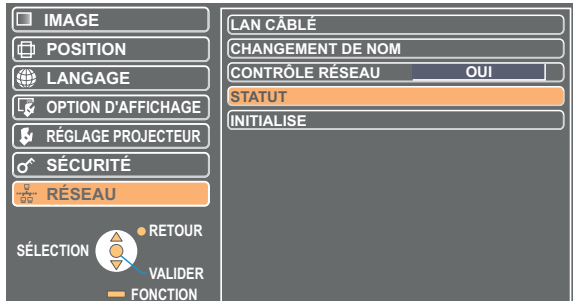 IMAGE
POSITION
LANGAGE
OPTION D'AFFICHAGE
RÉGLAGE PROJECTEUR
SÉCURITÉ
RÉSEAU
SÉLECTION
RETOUR
VALIDER
FONCTION
LAN CÂBLÉ
CHANGEMENT DE NOM
CONTRÔLE RÉSEAU OUI
STATUT
INITIALISE